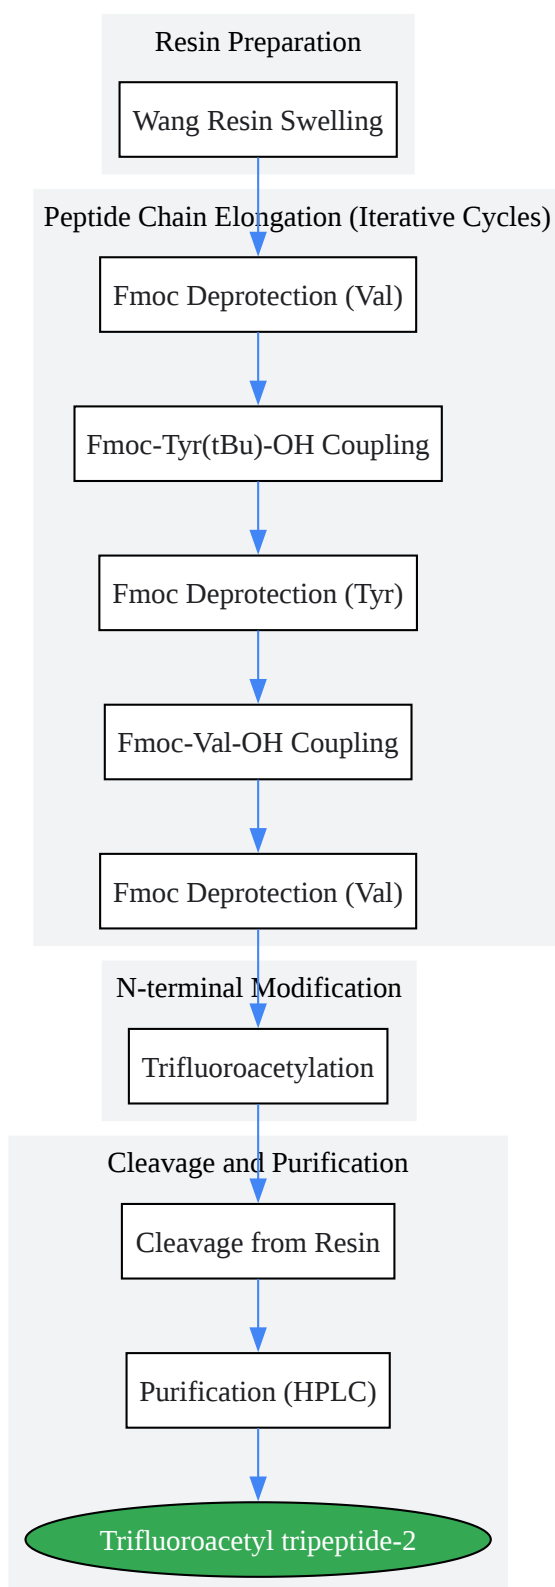 Resin Preparation
Wang Resin Swelling
Peptide Chain Elongation (Iterative Cycles)
Fmoc Deprotection (Val)
Fmoc-Tyr(tBu)-OH Coupling
Fmoc Deprotection (Tyr)
Fmoc-Val-OH Coupling
Fmoc Deprotection (Val)
N-terminal Modification
Trifluoroacetylation
Cleavage and Purification
Cleavage from Resin
Purification (HPLC)
Trifluoroacetyl tripeptide-2